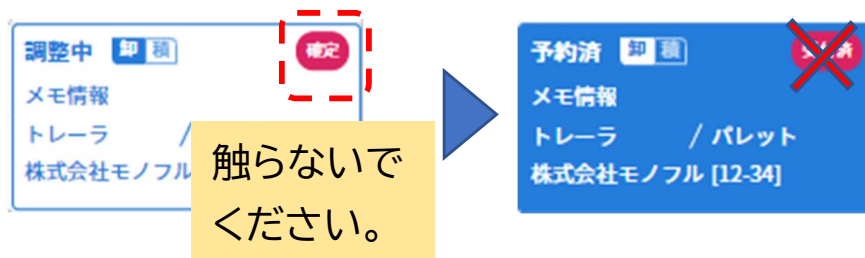 調整中 卸 積 確定
メモ情報
トレーラ /
株式会社モノフル
触らないで
ください。
予約済 卸 積
メモ情報
トレーラ / パレット
株式会社モノフル [12-34]